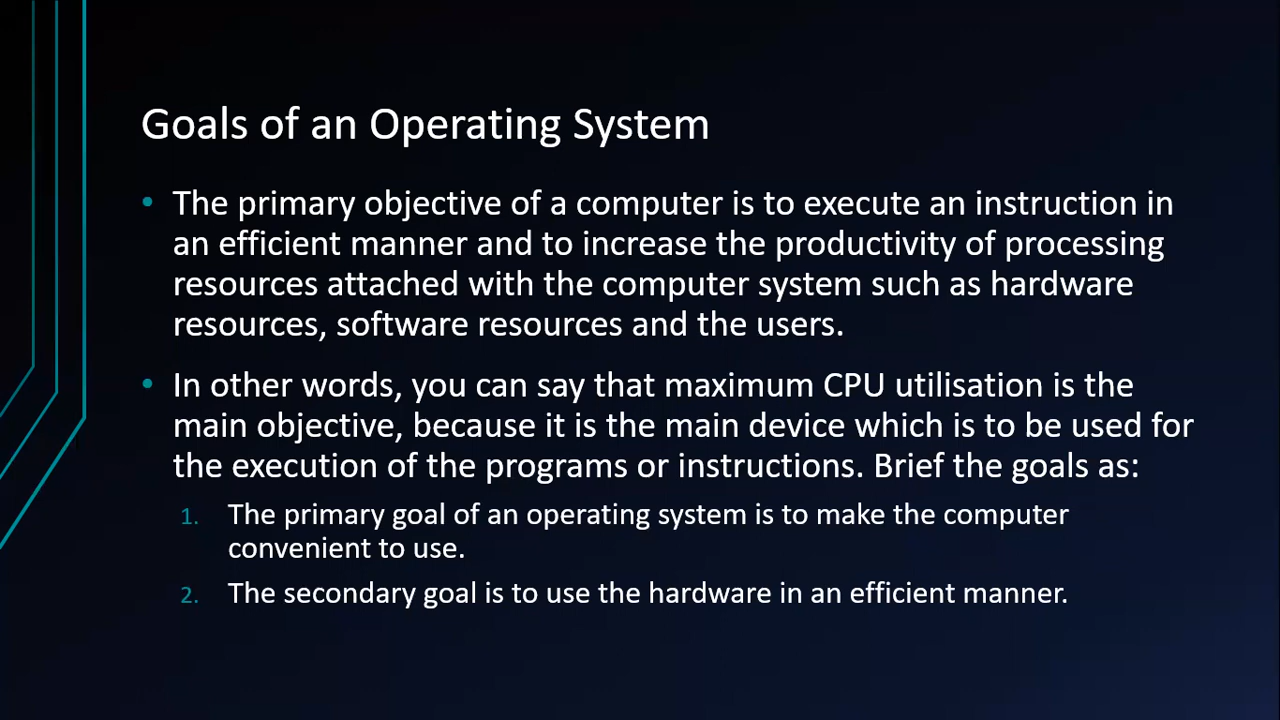 Goals of an Operating System
• The primary objective of a computer is to execute an instruction in
an efficient manner and to increase the productivity of processing
resources attached with the computer system such as hardware
resources, software resources and the users.
• In other words, you can say that maximum CPU utilisation is the
main objective, because it is the main device which is to be used for
the execution of the programs or instructions. Brief the goals as:
1. The primary goal of an operating system is to make the computer
convenient to use.
2. The secondary goal is to use the hardware in an efficient manner.